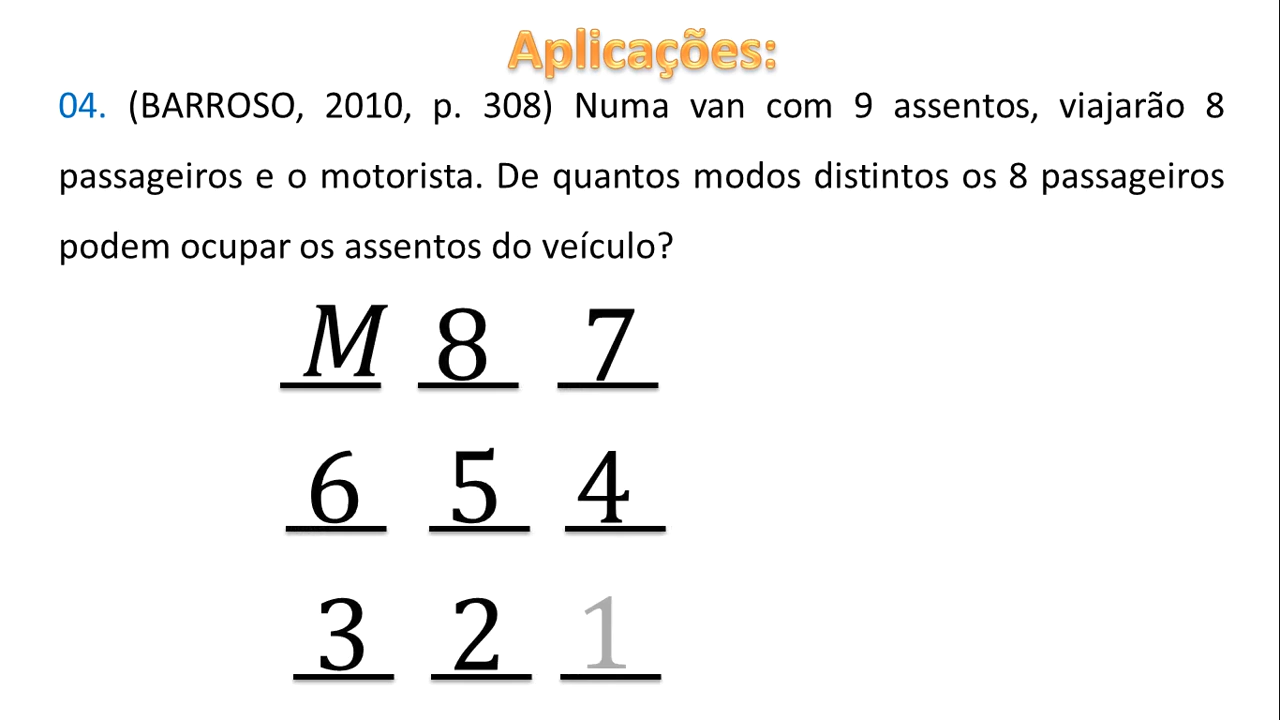 Aplicações:
04. (BARROSO, 2010, p. 308) Numa van com 9 assentos, viajarão 8
passageiros e o motorista. De quantos modos distintos os 8 passageiros
podem ocupar os assentos do veículo?
M 8 7
6 5 4
3 2 1